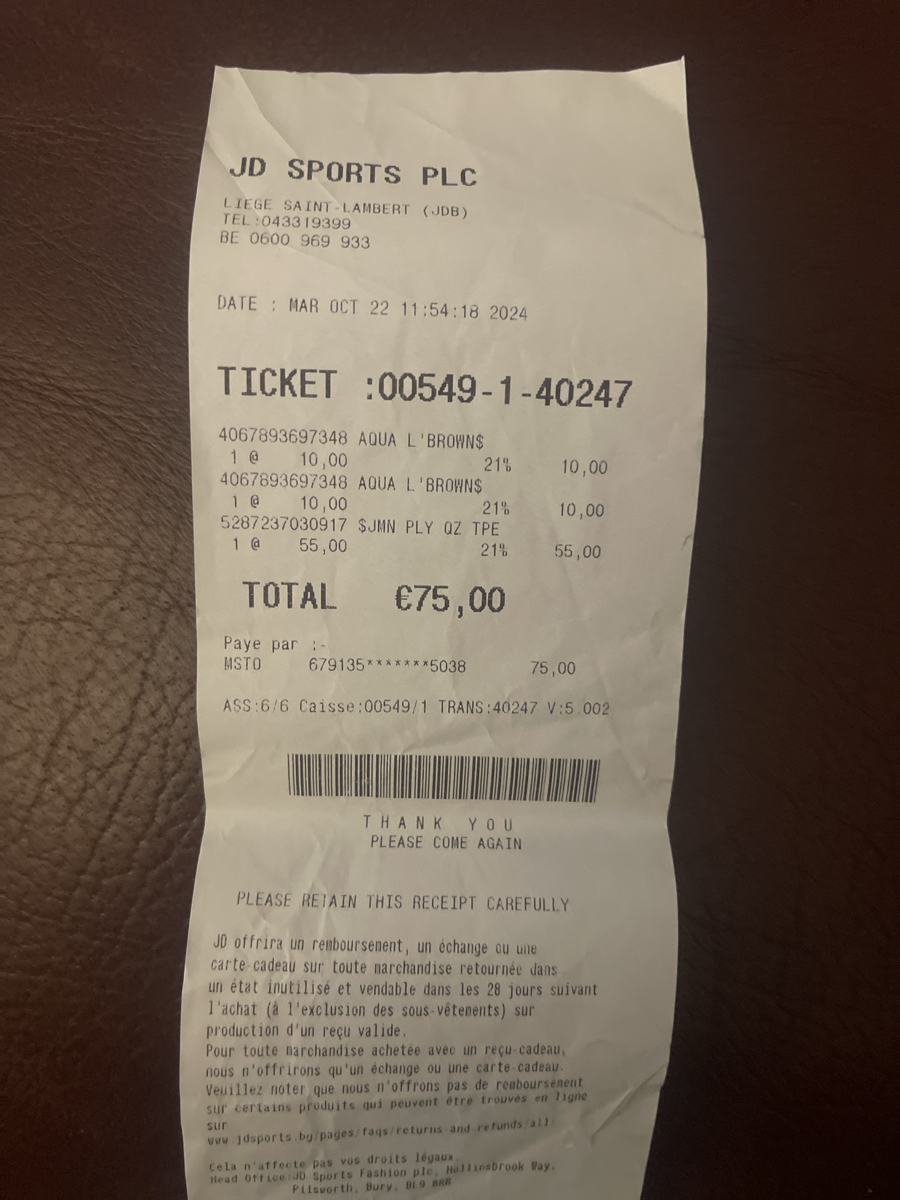 JD SPORTS PLC
LIEGE SAINT-LAMBERT (JDB)
TEL:043319399
BE 0600 969 933
DATE : MAR OCT 22 11:54:18 2024
TICKET :00549-1-40247
4067893697348 AQUA L'BROWN$
1 @ 10,00 21% 10,00
4067893697348 AQUA L'BROWN$
1 @ 10,00 21% 10,00
5287237030917 $JMN PLY QZ TPE
1 @ 55,00 21% 55,00
TOTAL €75,00
Paye par :-
MSTO 679135*******5038 75,00
ASS:6/6 Caisse:00549/1 TRANS:40247 V:5.002
THANK YOU
PLEASE COME AGAIN
PLEASE RETAIN THIS RECEIPT CAREFULLY
JD offrira un remboursement, un échange ou une
carte-cadeau sur toute marchandise retournée dans
un état inutilisé et vendable dans les 28 jours suivant
l'achat (à l'exclusion des sous-vêtements) sur
production d'un reçu valide.
Pour toute marchandise achetée avec un reçu-cadeau,
nous n'offrirons qu'un échange ou une carte-cadeau.
Veuillez noter que nous n'offrons pas de remboursement
sur certains produits qui peuvent être trouvés en ligne
sur
www.jdsports.bg/pages/faqs/returns-and-refunds/all/
Cela n'affecte pas vos droits légaux.
Head Office:JD Sports Fashion plc, Hollinsbrook Way,
Pilsworth, Bury, BL9 8RR